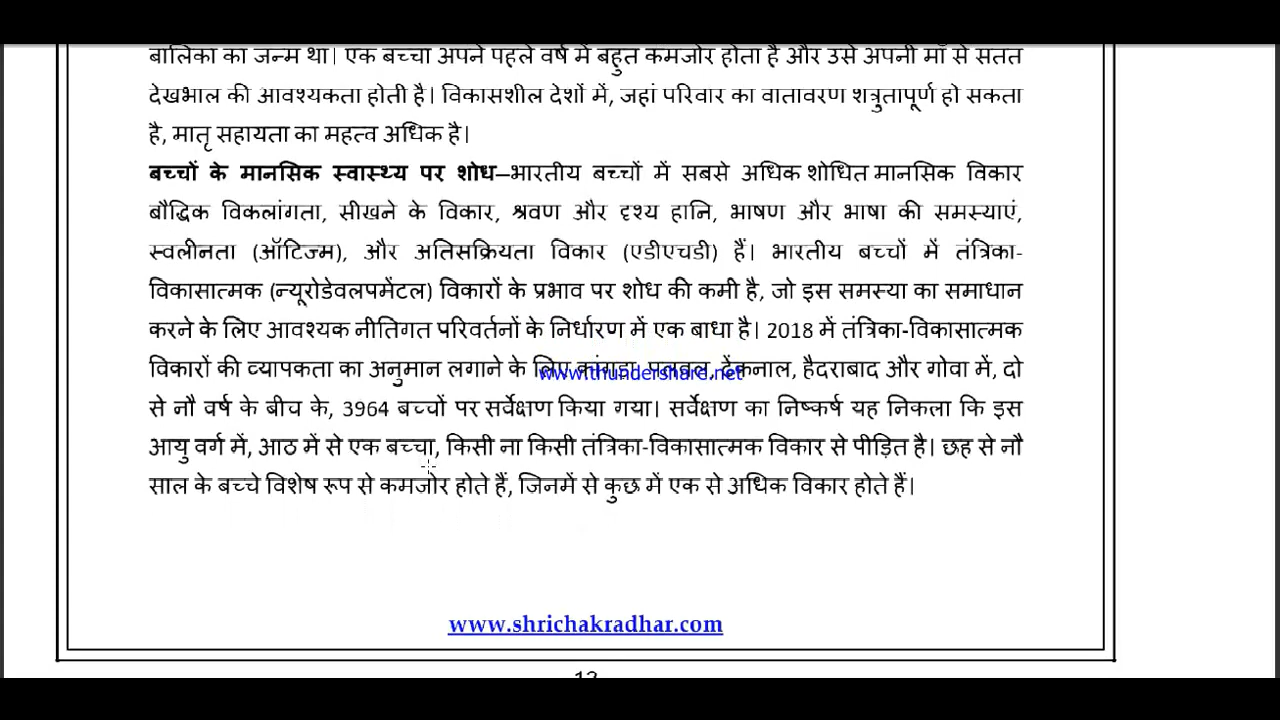 बालिका का जन्म था। एक बच्चा अपने पहले वर्ष में बहुत कमजोर होता है और उसे अपनी माँ से सतत
देखभाल की आवश्यकता होती है। विकासशील देशों में, जहां परिवार का वातावरण शत्रुतापूर्ण हो सकता
है, मातृ सहायता का महत्व अधिक है।
बच्चों के मानसिक स्वास्थ्य पर शोध–भारतीय बच्चों में सबसे अधिक शोधित मानसिक विकार
बौद्धिक विकलांगता, सीखने के विकार, श्रवण और दृश्य हानि, भाषण और भाषा की समस्याएं,
स्वलीनता (ऑटिज्म), और अतिसक्रियता विकार (एडीएचडी) हैं। भारतीय बच्चों में तंत्रिका-
विकासात्मक (न्यूरोडेवलपमेंटल) विकारों के प्रभाव पर शोध की कमी है, जो इस समस्या का समाधान
करने के लिए आवश्यक नीतिगत परिवर्तनों के निर्धारण में एक बाधा है। 2018 में तंत्रिका-विकासात्मक
विकारों की व्यापकता का अनुमान लगाने के लिए कांगड़ा, पलवल, ढेंकनाल, हैदराबाद और गोवा में, दो
www.thundershare.net
से नौ वर्ष के बीच के, 3964 बच्चों पर सर्वेक्षण किया गया। सर्वेक्षण का निष्कर्ष यह निकला कि इस
आयु वर्ग में, आठ में से एक बच्चा, किसी ना किसी तंत्रिका-विकासात्मक विकार से पीड़ित है। छह से नौ
साल के बच्चे विशेष रूप से कमजोर होते हैं, जिनमें से कुछ में एक से अधिक विकार होते हैं।
www.shrichakradhar.com